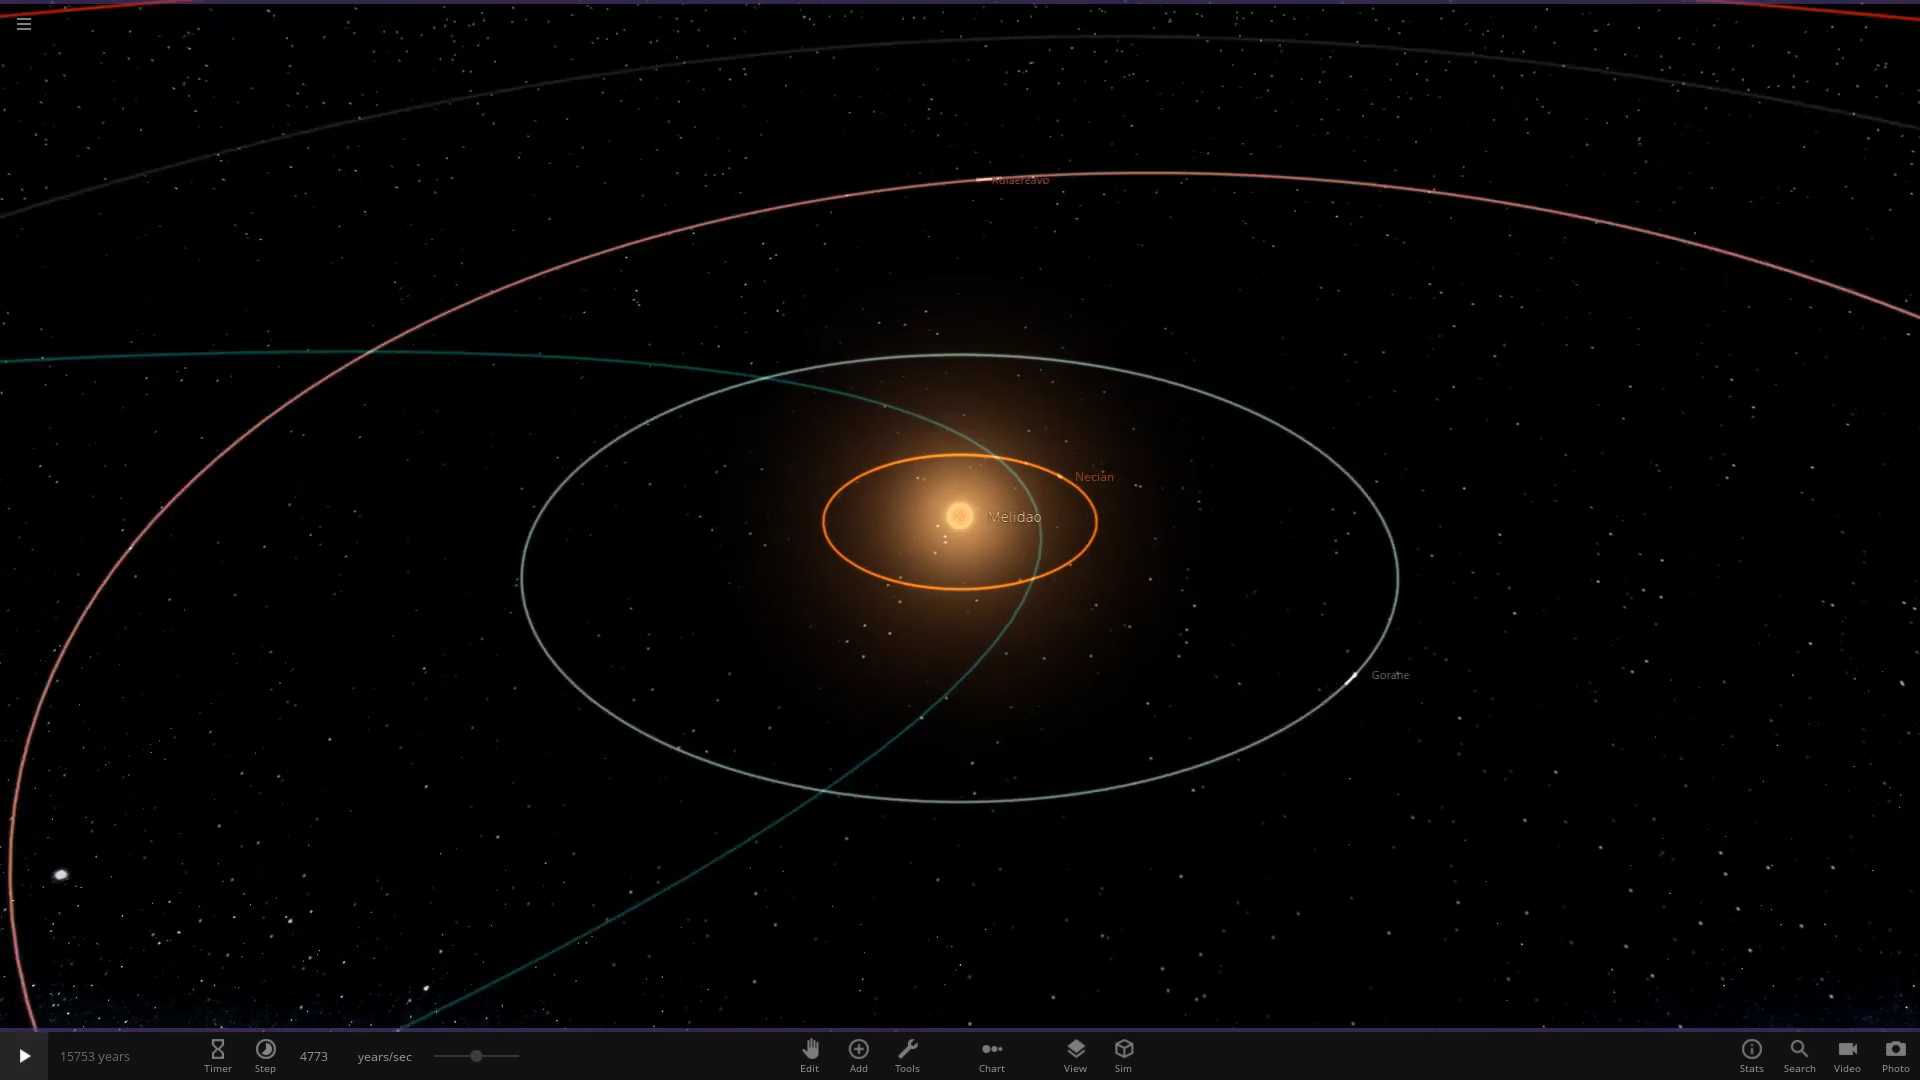 Rulaereavo
Necian
Melidao
Gorane
15753 years
Timer
Step
4773
years/sec
Edit
Add
Tools
Chart
View
Sim
Stats
Search
Video
Photo